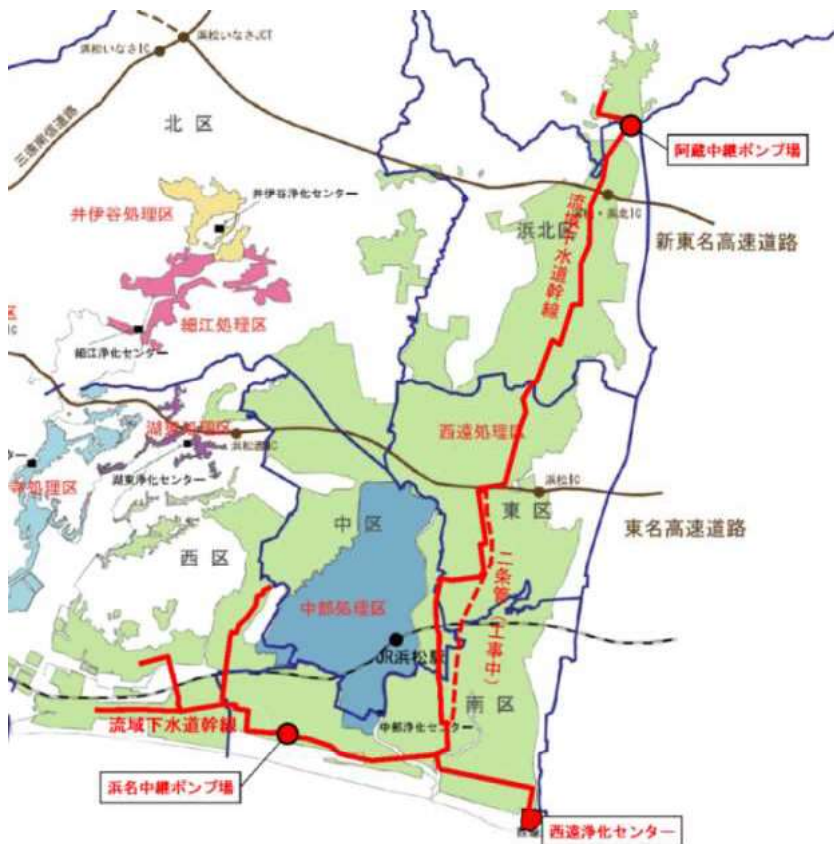 浜松いなさJCT
浜松いなさIC
三遠南信道路
北区
阿蔵中継ポンプ場
井伊谷浄化センター
井伊谷処理区
浜北区
新東名高速道路
流域下水道幹線
細江処理区
細江浄化センター
西遠処理区
浜松西IC
湖東浄化センター
浜松IC
処理区
中区
東区
東名高速道路
西区
二条管(工事中)
中部処理区
JR浜松駅
南区
流域下水道幹線
中部浄化センター
浜名中継ポンプ場
西遠浄化センター